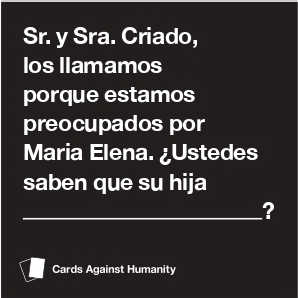 Sr. y Sra. Criado,
los llamamos
porque estamos
preocupados por
Maria Elena. ¿Ustedes
saben que su hija
____________________?
Cards Against Humanity